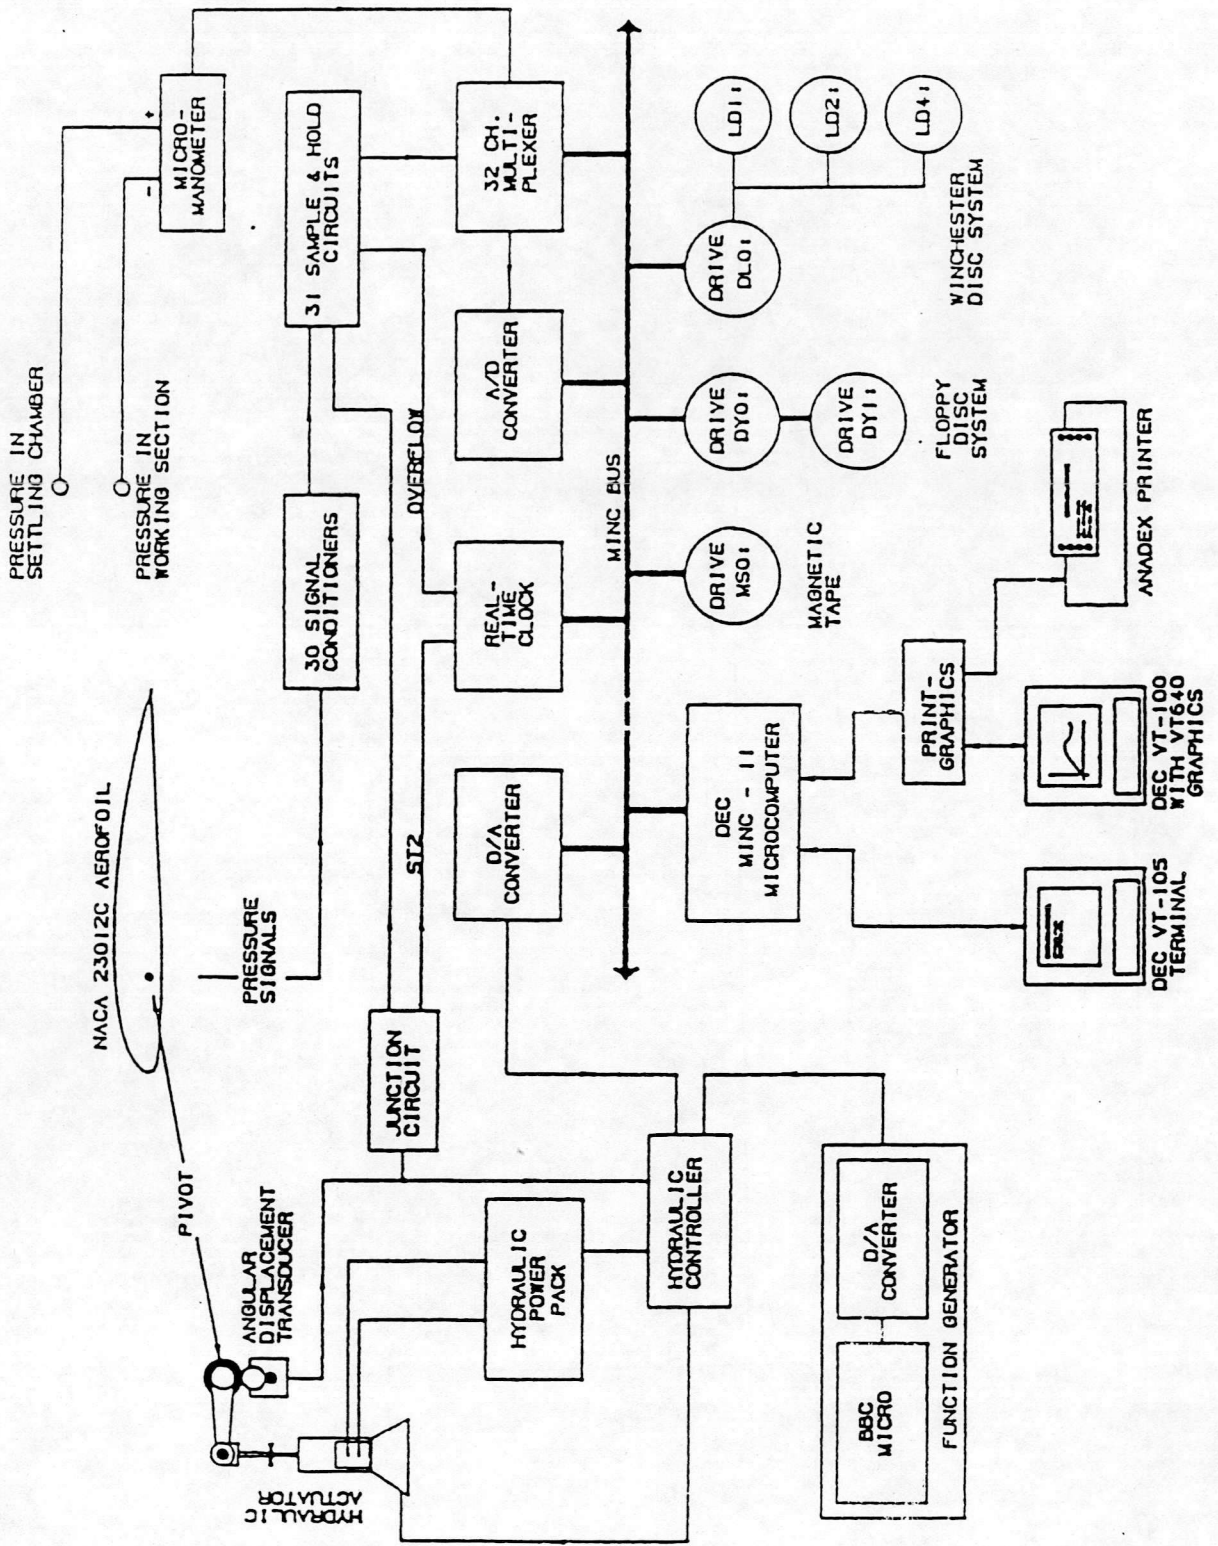 PRESSURE IN
SETTLING CHAMBER
PRESSURE IN
WORKING SECTION
+
-
MICRO-
MANOMETER
NACA 23012C AEROFOIL
PIVOT
ANGULAR
DISPLACEMENT
TRANSDUCER
HYDRAULIC
ACTUATOR
PRESSURE
SIGNALS
30 SIGNAL
CONDITIONERS
31 SAMPLE & HOLD
CIRCUITS
JUNCTION
CIRCUIT
ST2
OVERFLOW
HYDRAULIC
POWER
PACK
D/A
CONVERTER
REAL-
TIME
CLOCK
A/D
CONVERTER
32 CH.
MULTI-
PLEXER
MINC BUS
HYDRAULIC
CONTROLLER
DEC
MINC - 11
MICROCOMPUTER
DRIVE
MS0:
MAGNETIC
TAPE
DRIVE
DY0:
DRIVE
DY1:
FLOPPY
DISC
SYSTEM
DRIVE
DL0:
LD1:
LD2:
LD4:
WINCHESTER
DISC SYSTEM
BBC
MICRO
D/A
CONVERTER
FUNCTION GENERATOR
PRINT-
GRAPHICS
DEC VT-105
TERMINAL
DEC VT-100
WITH VT640
GRAPHICS
ANADEX PRINTER